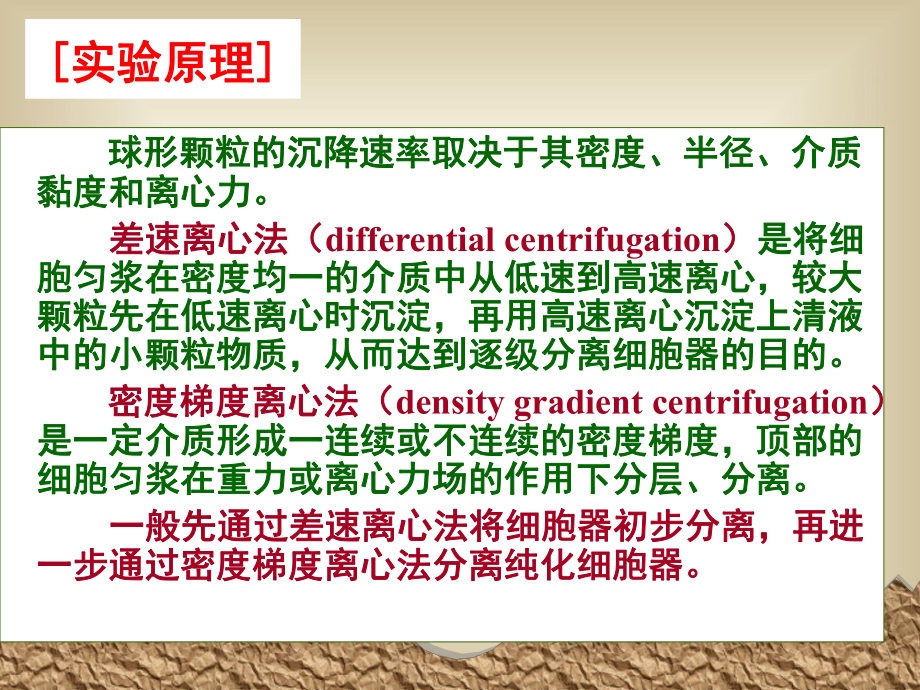 [实验原理]
球形颗粒的沉降速率取决于其密度、半径、介质
黏度和离心力。
差速离心法（differential centrifugation）是将细
胞匀浆在密度均一的介质中从低速到高速离心，较大
颗粒先在低速离心时沉淀，再用高速离心沉淀上清液
中的小颗粒物质，从而达到逐级分离细胞器的目的。
密度梯度离心法（density gradient centrifugation）
是一定介质形成一连续或不连续的密度梯度，顶部的
细胞匀浆在重力或离心力场的作用下分层、分离。
一般先通过差速离心法将细胞器初步分离，再进
一步通过密度梯度离心法分离纯化细胞器。